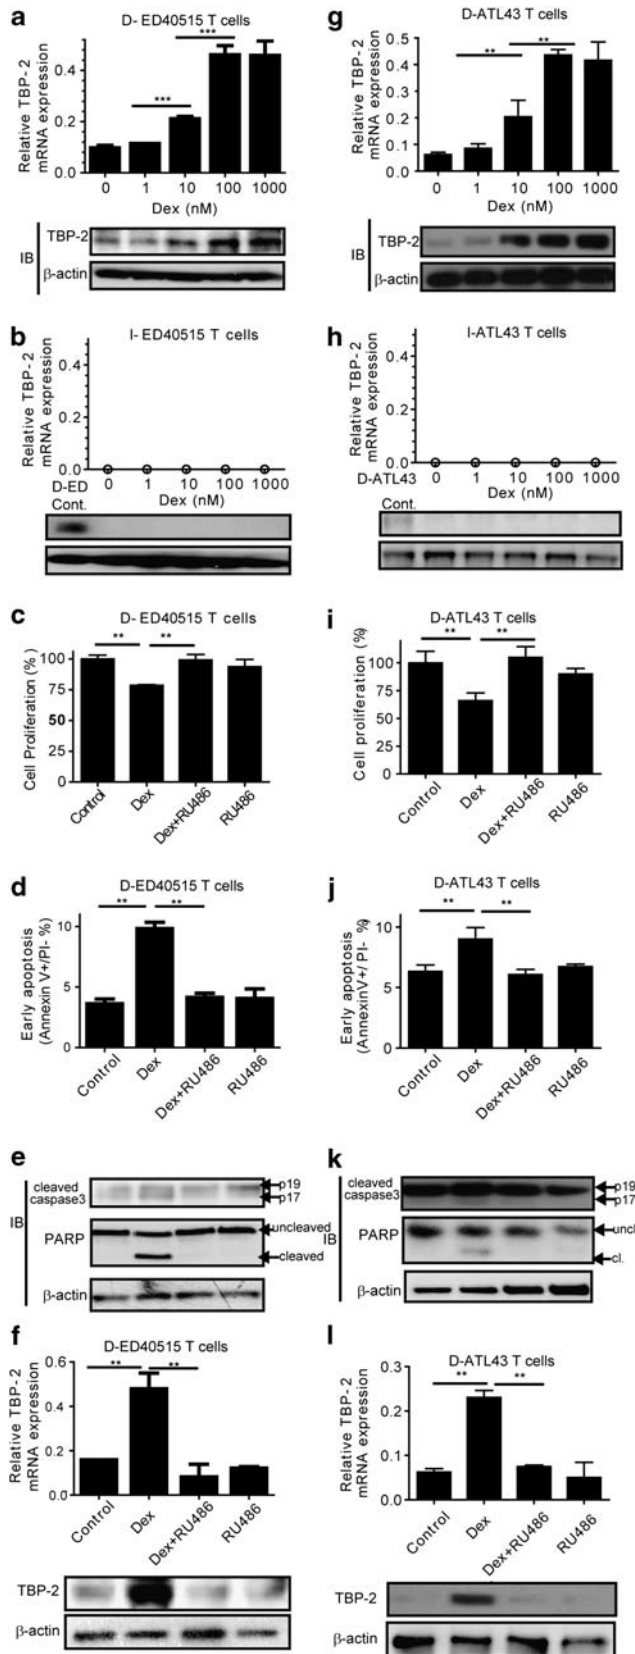 a
D- ED40515 T cells
Relative TBP-2
mRNA expression
0.4
0.2
0.0
***
***
0 1 10 100 1000
Dex (nM)
IB
TBP-2
β-actin
b
I- ED40515 T cells
Relative TBP-2
mRNA expression
0.4
0.2
0.0
D-ED
Cont.
0 1 10 100 1000
Dex (nM)
c
D- ED40515 T cells
Cell Proliferation (%)
100
75
50
25
** **
Control
Dex
Dex+RU486
RU486
d
D-ED40515 T cells
Early apoptosis
(Annexin V+/PI- %)
10
5
0
** **
Control
Dex
Dex+RU486
RU486
e
IB
cleaved
caspase3
p19
p17
PARP
uncleaved
cleaved
β-actin
f
D-ED40515 T cells
Relative TBP-2
mRNA expression
0.6
0.4
0.2
0.0
** **
Control
Dex
Dex+RU486
RU486
TBP-2
β-actin
g
D-ATL43 T cells
Relative TBP-2
mRNA expression
0.5
0.4
0.3
0.2
0.1
0.0
**
**
0 1 10 100 1000
Dex (nM)
IB
TBP-2
β-actin
h
I-ATL43 T cells
Relative TBP-2
mRNA expression
0.4
0.2
0.0
D-ATL43
Cont.
0 1 10 100 1000
Dex (nM)
i
D-ATL43 T cells
Cell proliferation (%)
100
75
50
25
** **
Control
Dex
Dex+RU486
RU486
j
D-ATL43 T cells
Early apoptosis
(AnnexinV+/ PI- %)
10
5
0
** **
Control
Dex
Dex+RU486
RU486
k
cleaved
caspase3
p19
p17
IB
PARP
uncl
cl.
β-actin
l
D-ATL43 T cells
Relative TBP-2
mRNA expression
0.3
0.2
0.1
0.0
** **
Control
Dex
Dex+RU486
RU486
TBP-2
β-actin